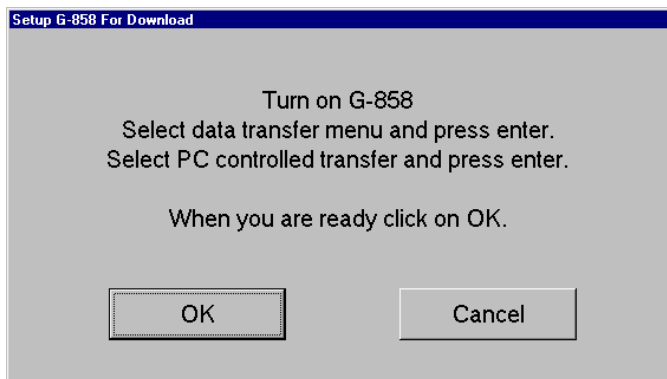 Setup G-858 For Download
Turn on G-858
Select data transfer menu and press enter.
Select PC controlled transfer and press enter.
When you are ready click on OK.
OK
Cancel